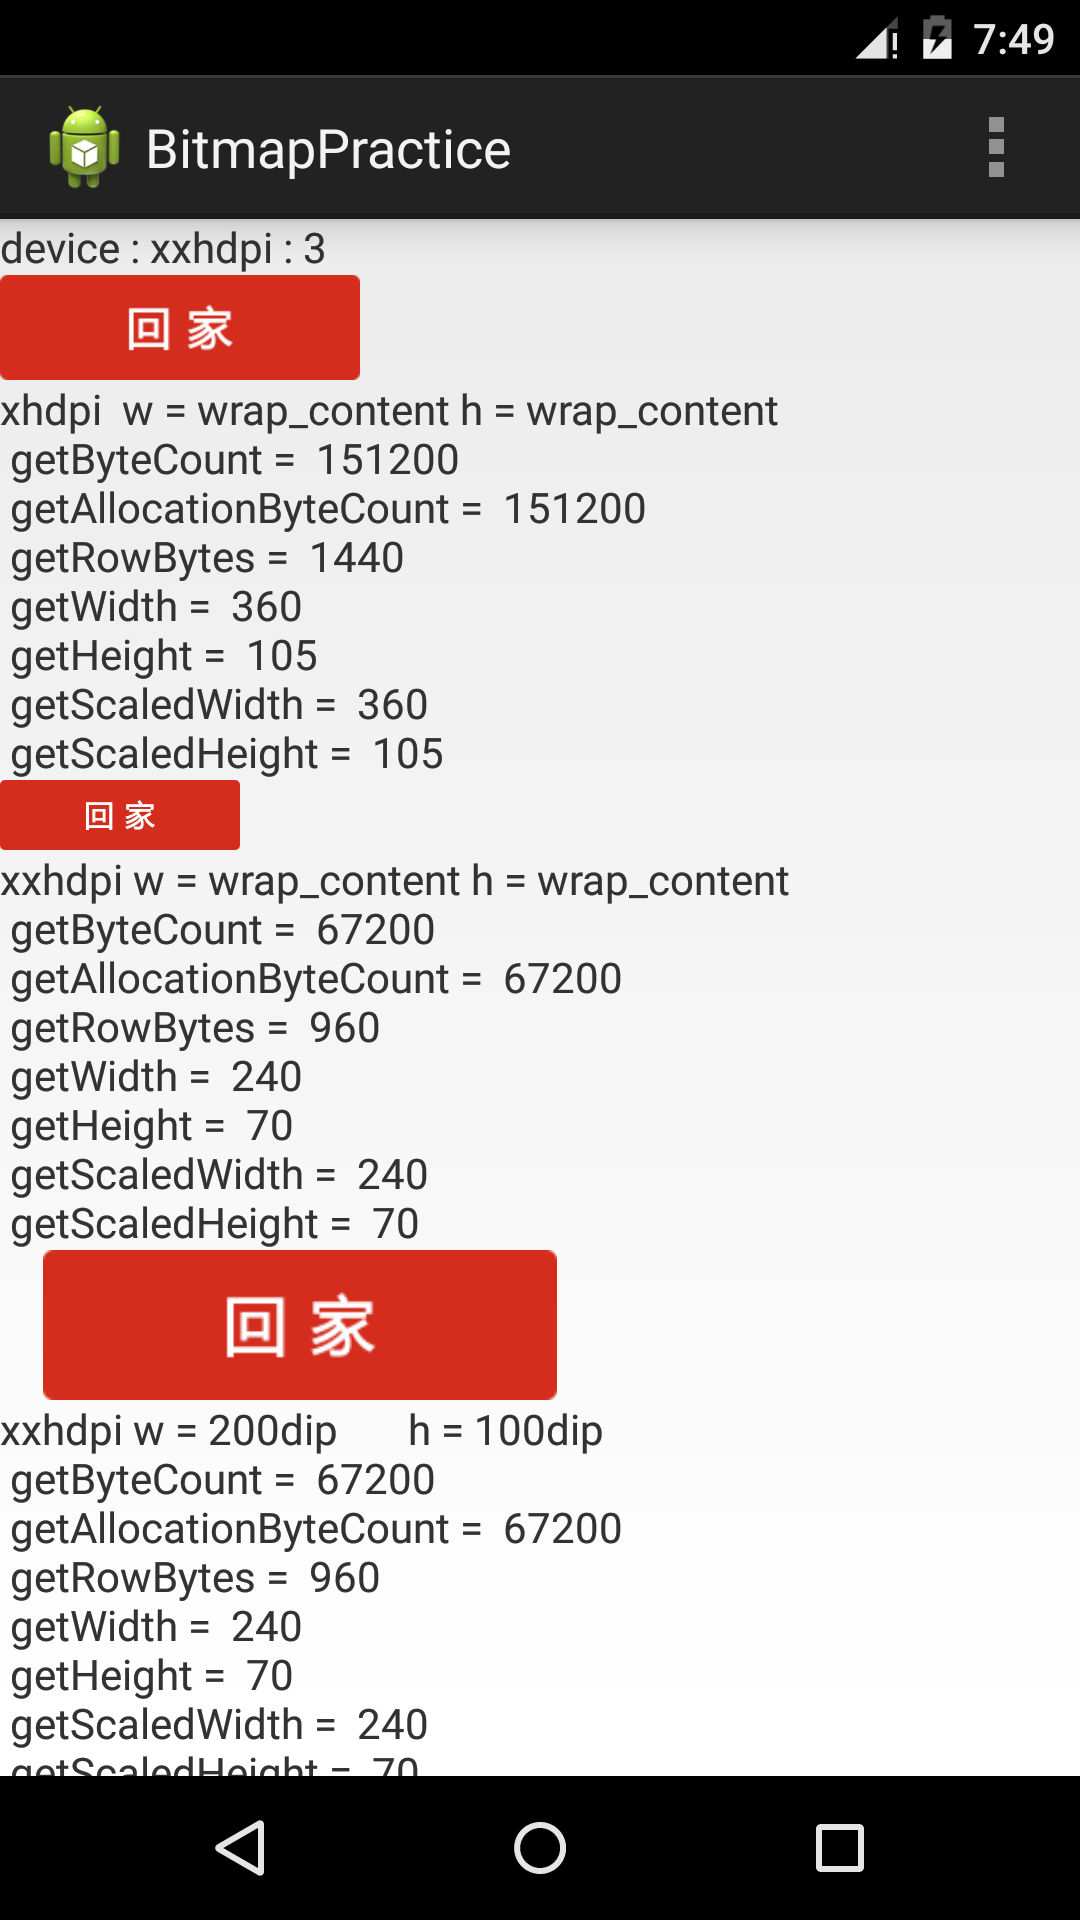 7:49
BitmapPractice
device : xxhdpi : 3
回 家
xhdpi  w = wrap_content h = wrap_content
getByteCount =  151200
getAllocationByteCount =  151200
getRowBytes =  1440
getWidth =  360
getHeight =  105
getScaledWidth =  360
getScaledHeight =  105
回 家
xxhdpi w = wrap_content h = wrap_content
getByteCount =  67200
getAllocationByteCount =  67200
getRowBytes =  960
getWidth =  240
getHeight =  70
getScaledWidth =  240
getScaledHeight =  70
回 家
xxhdpi w = 200dip      h = 100dip
getByteCount =  67200
getAllocationByteCount =  67200
getRowBytes =  960
getWidth =  240
getHeight =  70
getScaledWidth =  240
getScaledHeight =  70